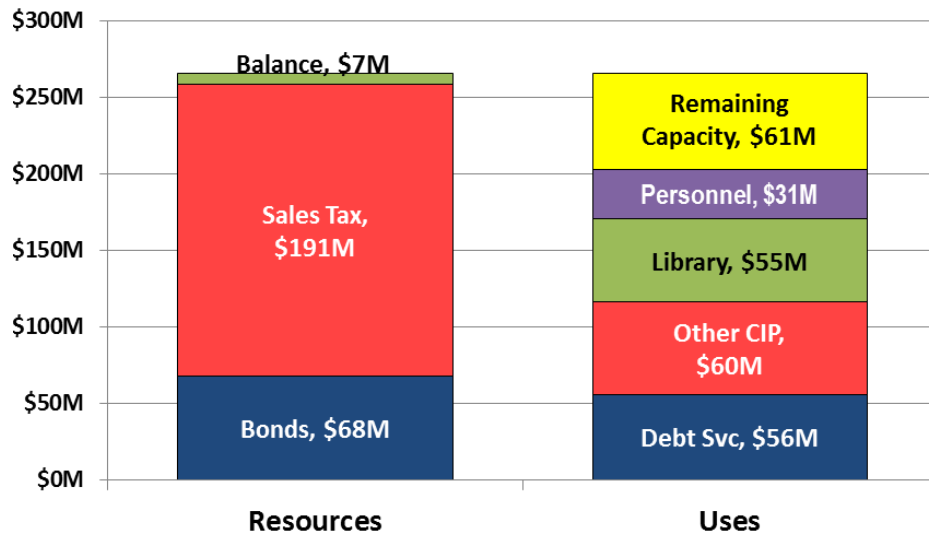 $300M
$250M
$200M
$150M
$100M
$50M
$0M
Balance, $7M
Sales Tax,
$191M
Bonds, $68M
Remaining
Capacity, $61M
Personnel, $31M
Library, $55M
Other CIP,
$60M
Debt Svc, $56M
Resources
Uses